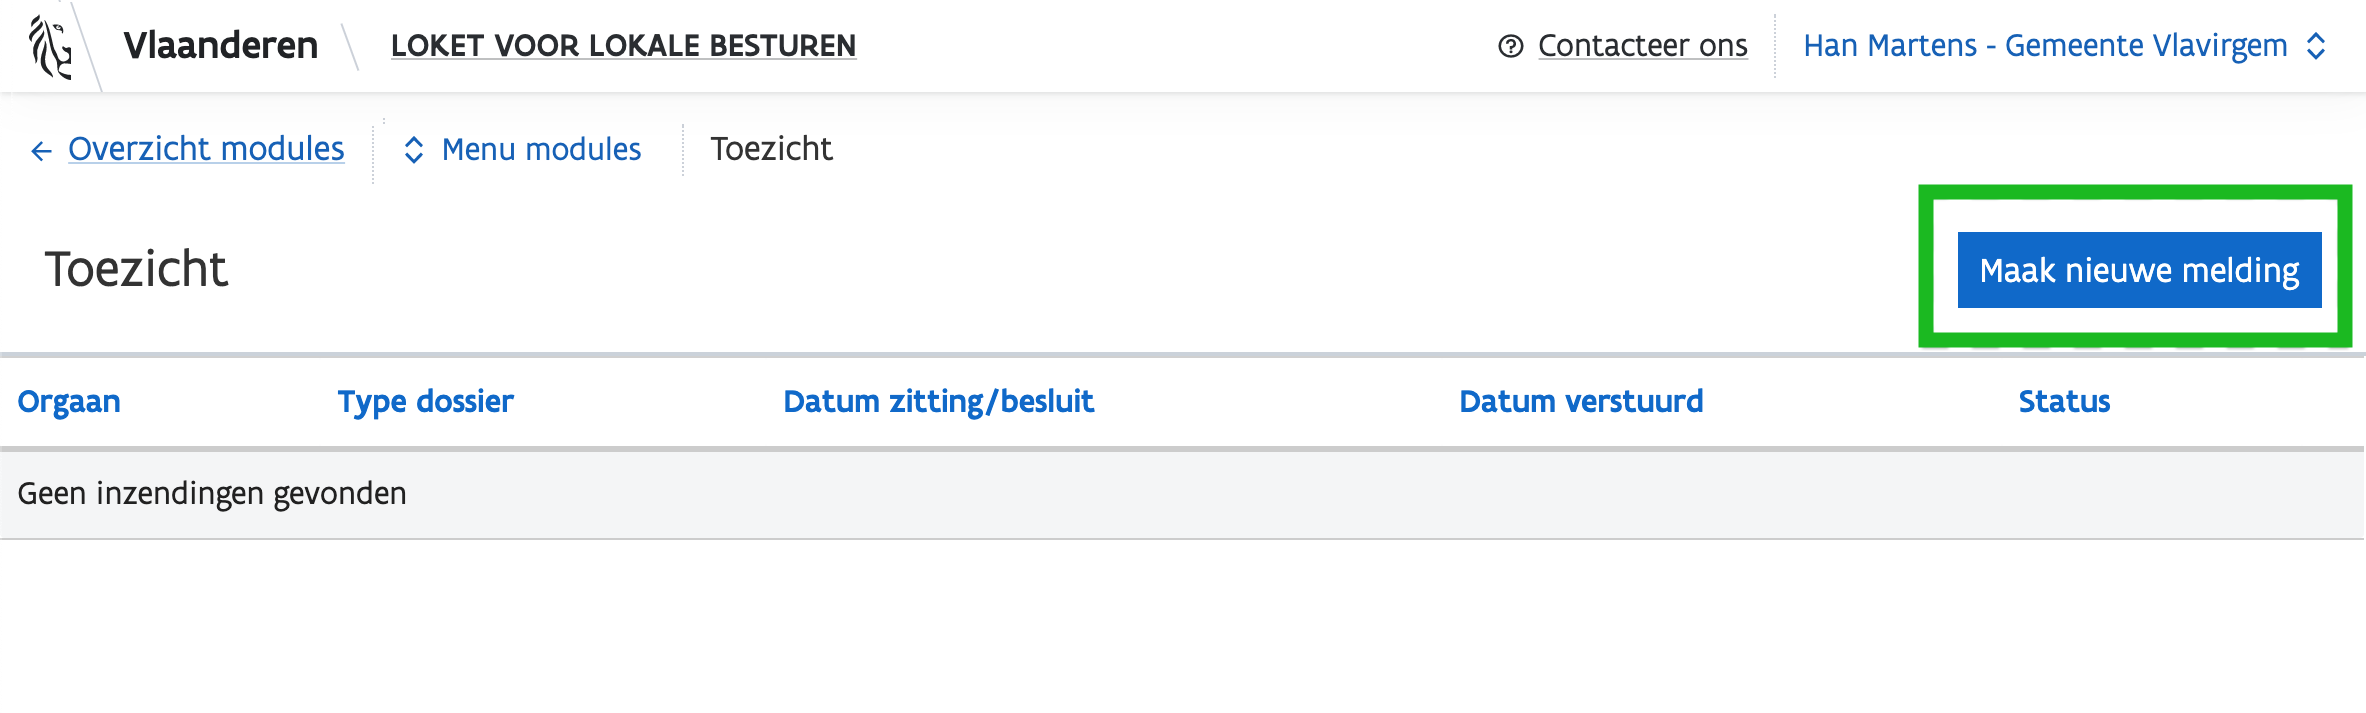 Vlaanderen LOKET VOOR LOKALE BESTUREN Contacteer ons Han Martens - Gemeente Vlavirgem
Overzicht modules Menu modules Toezicht
Toezicht Maak nieuwe melding
Orgaan Type dossier Datum zitting/besluit Datum verstuurd Status
Geen inzendingen gevonden